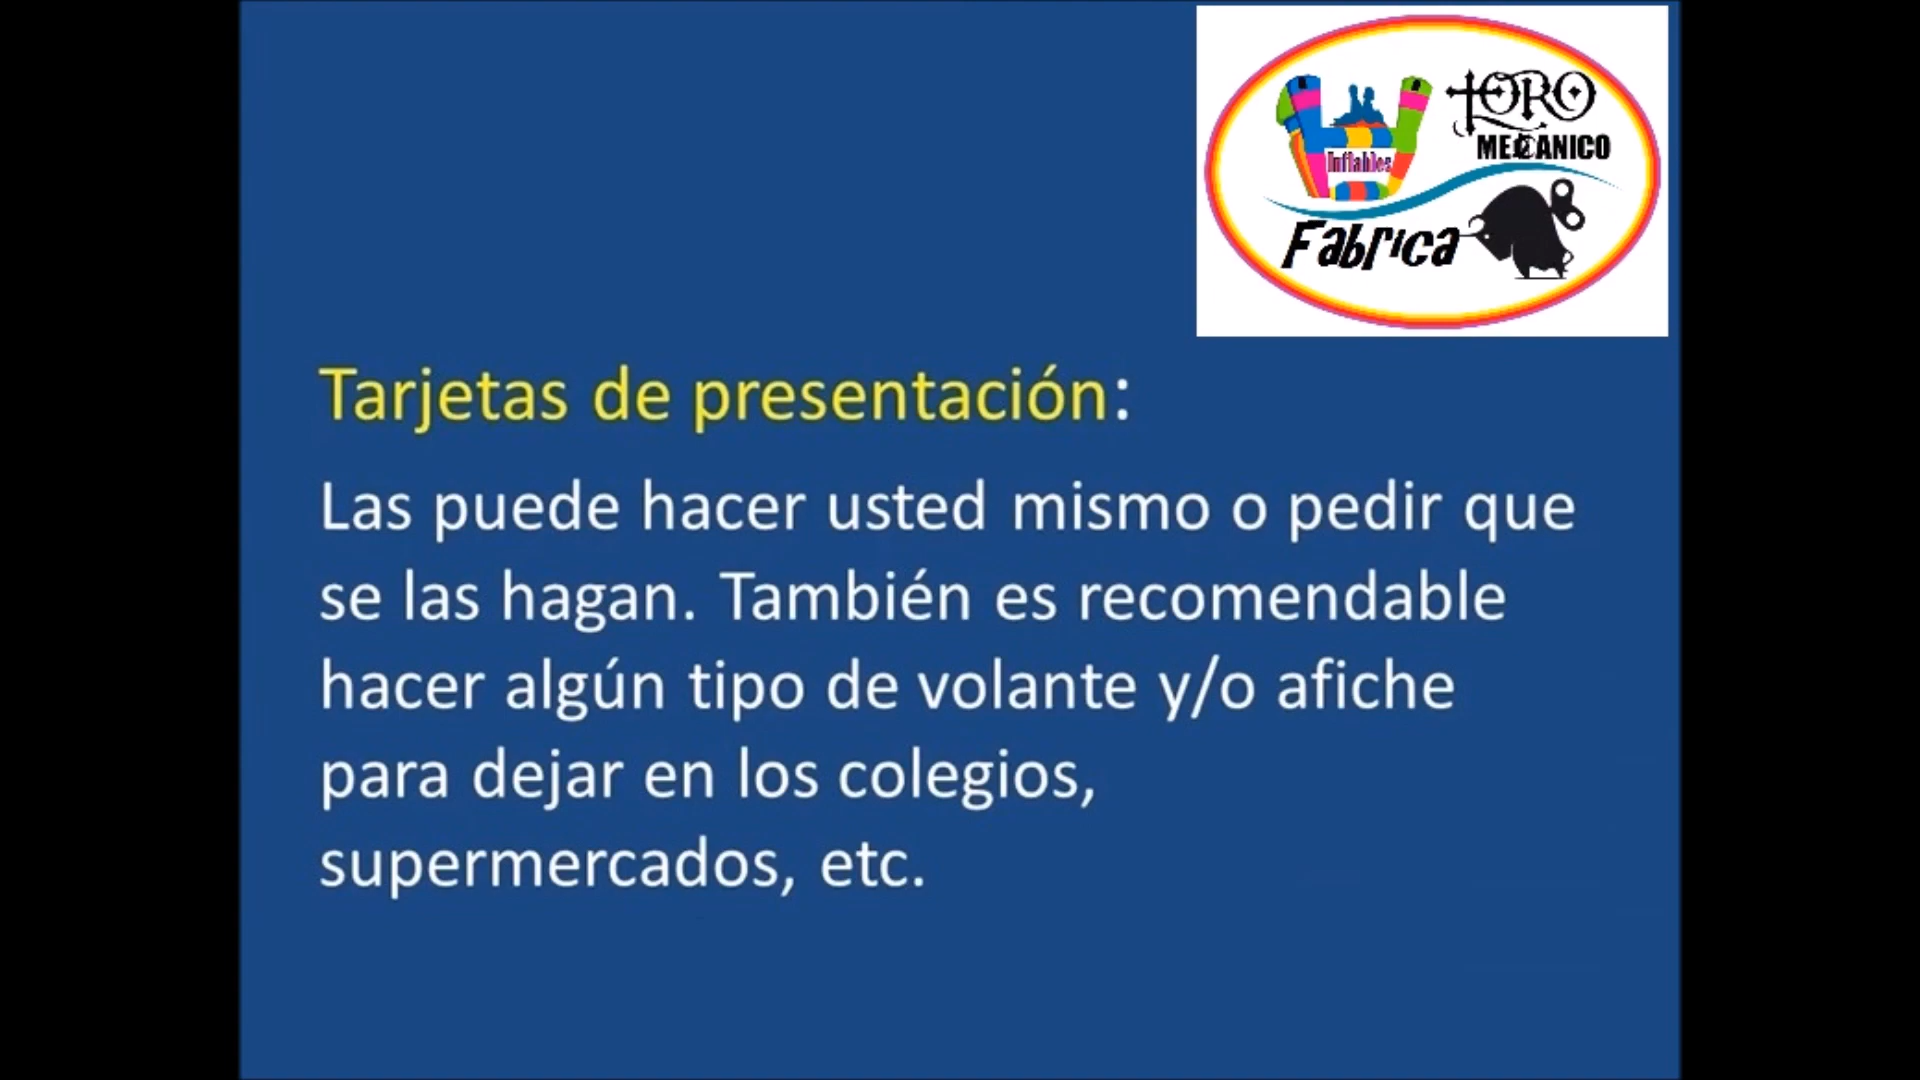 TORO
MECANICO
Inflables
Fabrica
Tarjetas de presentación:
Las puede hacer usted mismo o pedir que
se las hagan. También es recomendable
hacer algún tipo de volante y/o afiche
para dejar en los colegios,
supermercados, etc.